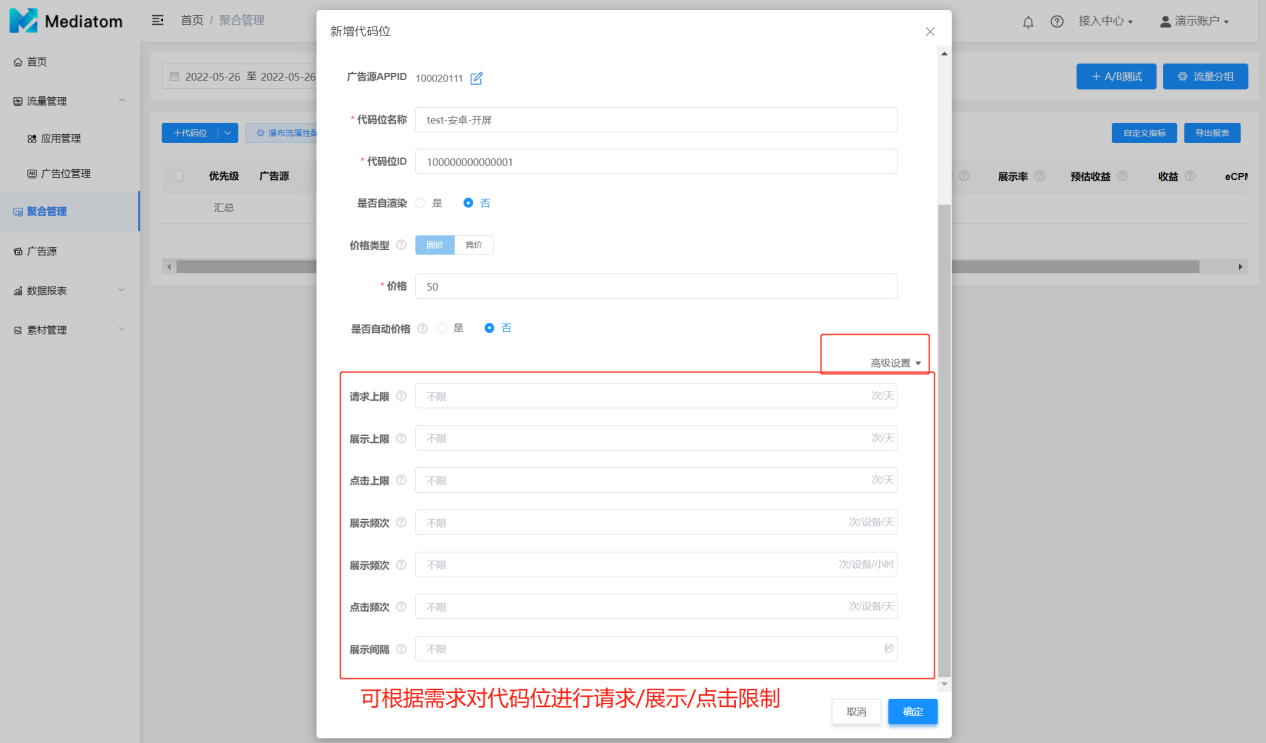 Mediatom
首页 / 聚合管理
接入中心
演示账户
首页
流量管理
应用管理
广告位管理
聚合管理
广告源
数据报表
素材管理
2022-05-26 至 2022-05-26
+ A/B测试
流量分组
+代码位
瀑布流属性配
自定义指标
导出报表
优先级
广告源
展示率
预估收益
收益
eCPM
汇总
新增代码位
广告源APPID 100020111
* 代码位名称 test-安卓-开屏
* 代码位ID 100000000000001
是否自渲染 是 否
价格类型 固价 竞价
* 价格 50
是否自动价格 是 否
高级设置
请求上限 不限 次/天
展示上限 不限 次/天
点击上限 不限 次/天
展示频次 不限 次/设备/天
展示频次 不限 次/设备/小时
点击频次 不限 次/设备/天
展示间隔 不限 秒
可根据需求对代码位进行请求/展示/点击限制
取消
确定